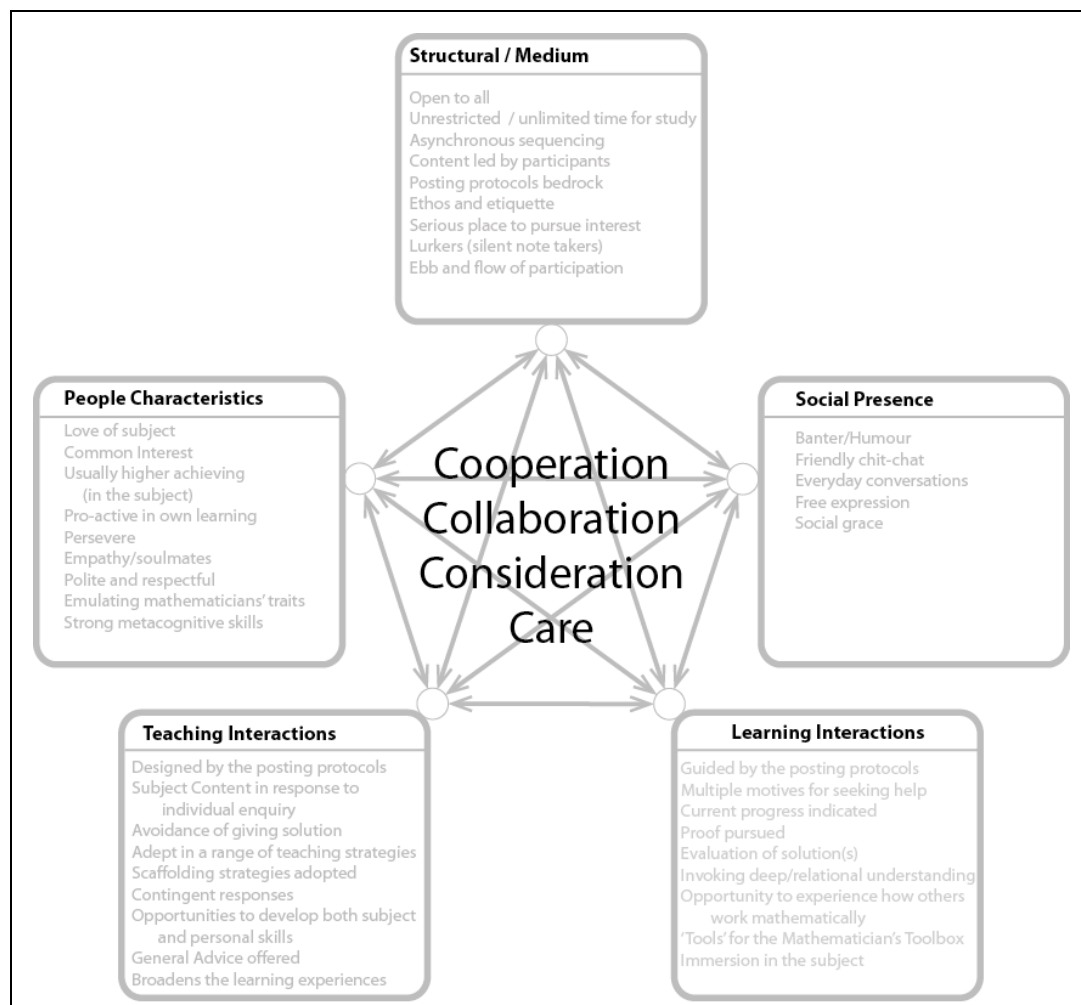 Structural / Medium
Open to all
Unrestricted / unlimited time for study
Asynchronous sequencing
Content led by participants
Posting protocols bedrock
Ethos and etiquette
Serious place to pursue interest
Lurkers (silent note takers)
Ebb and flow of participation
People Characteristics
Love of subject
Common Interest
Usually higher achieving
(in the subject)
Pro-active in own learning
Persevere
Empathy/soulmates
Polite and respectful
Emulating mathematicians' traits
Strong metacognitive skills
Cooperation
Collaboration
Consideration
Care
Social Presence
Banter/Humour
Friendly chit-chat
Everyday conversations
Free expression
Social grace
Teaching Interactions
Designed by the posting protocols
Subject Content in response to
individual enquiry
Avoidance of giving solution
Adept in a range of teaching strategies
Scaffolding strategies adopted
Contingent responses
Opportunities to develop both subject
and personal skills
General Advice offered
Broadens the learning experiences
Learning Interactions
Guided by the posting protocols
Multiple motives for seeking help
Current progress indicated
Proof pursued
Evaluation of solution(s)
Invoking deep/relational understanding
Opportunity to experience how others
work mathematically
'Tools' for the Mathematician's Toolbox
Immersion in the subject